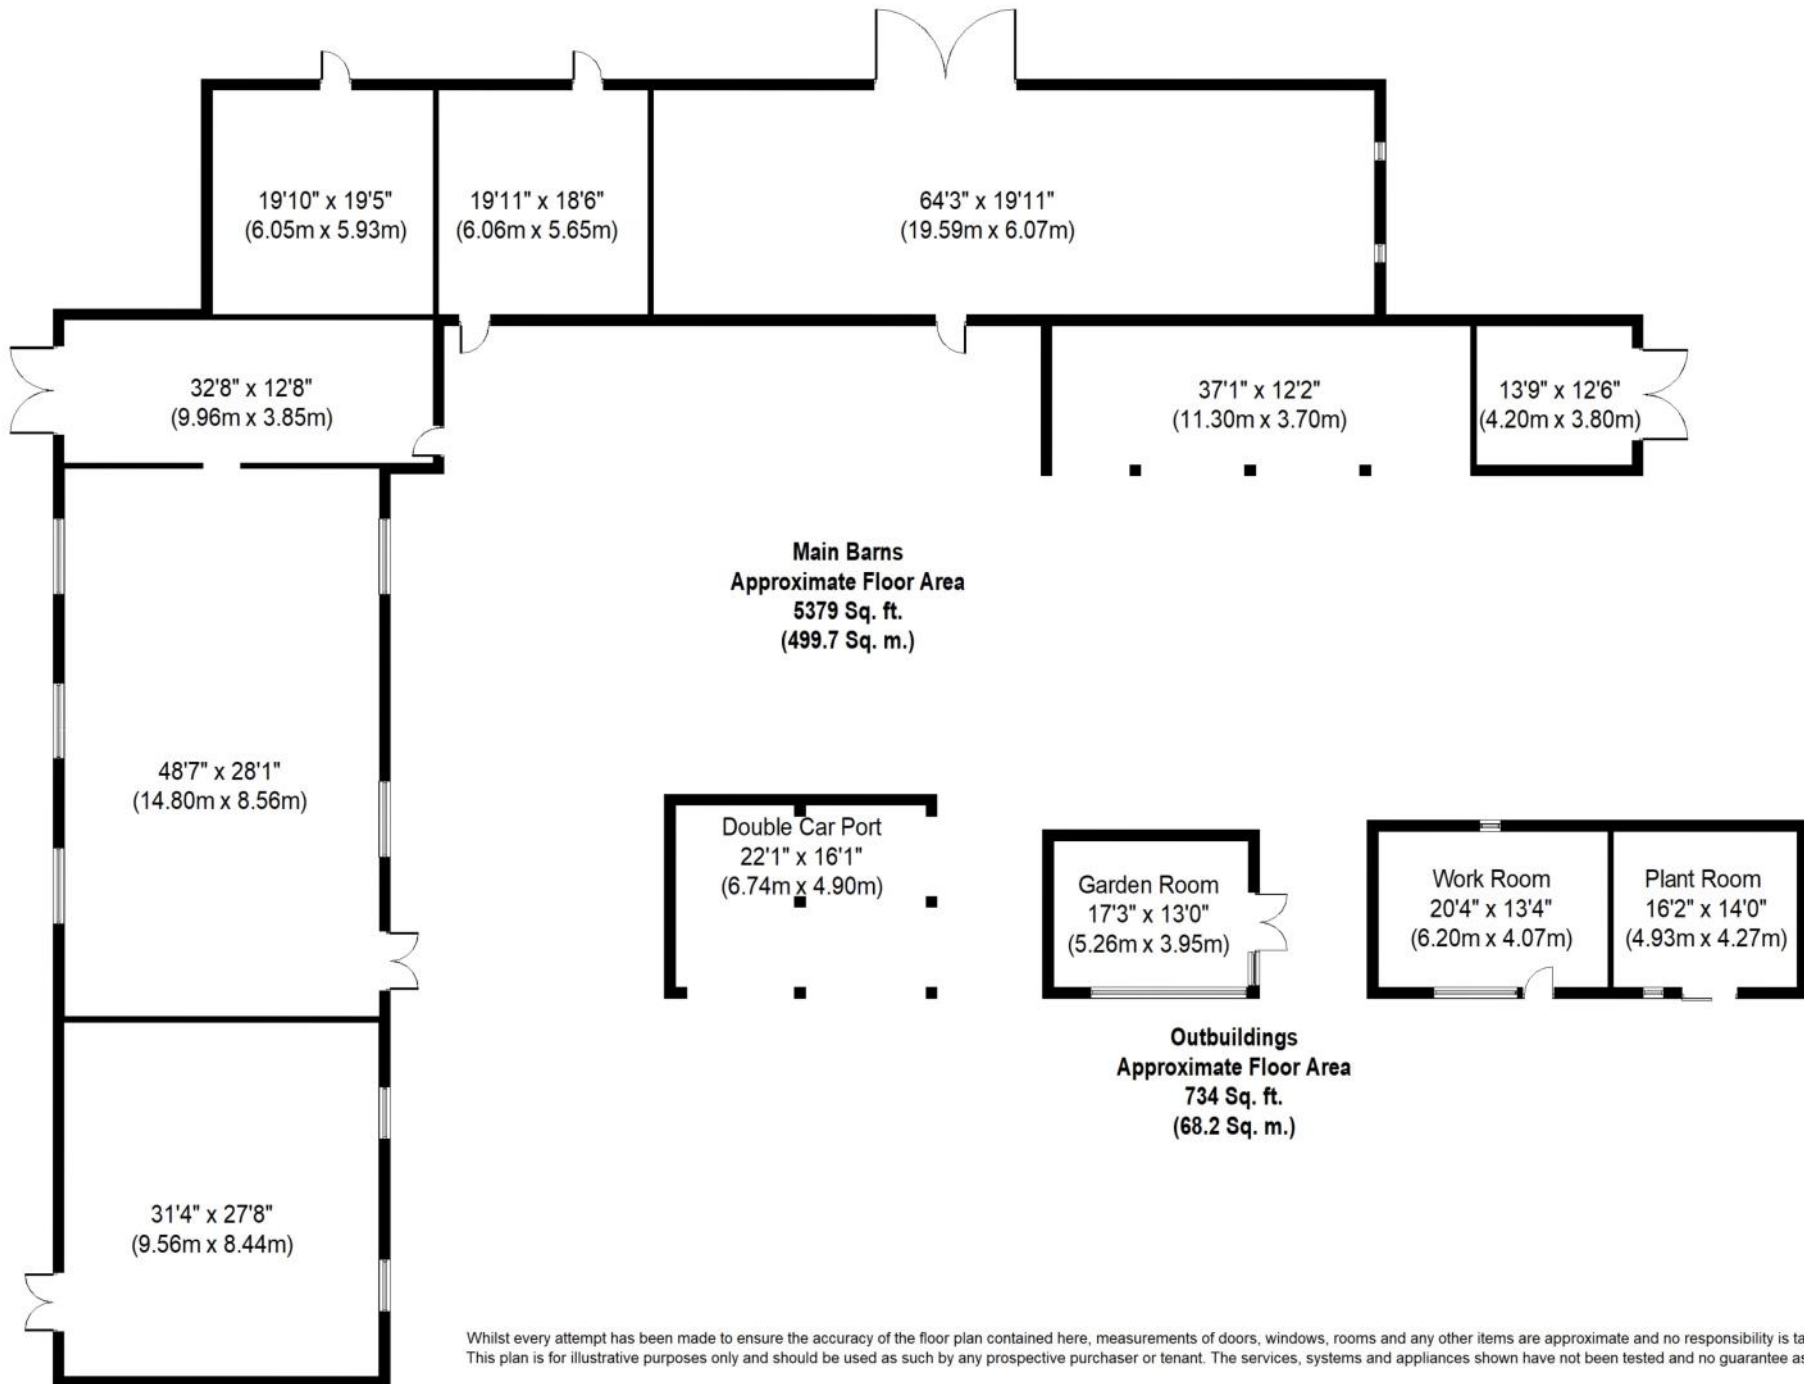 19'10" x 19'5"
(6.05m x 5.93m)
19'11" x 18'6"
(6.06m x 5.65m)
64'3" x 19'11"
(19.59m x 6.07m)
32'8" x 12'8"
(9.96m x 3.85m)
37'1" x 12'2"
(11.30m x 3.70m)
13'9" x 12'6"
(4.20m x 3.80m)
Main Barns
Approximate Floor Area
5379 Sq. ft.
(499.7 Sq. m.)
48'7" x 28'1"
(14.80m x 8.56m)
Double Car Port
22'1" x 16'1"
(6.74m x 4.90m)
Garden Room
17'3" x 13'0"
(5.26m x 3.95m)
Work Room
20'4" x 13'4"
(6.20m x 4.07m)
Plant Room
16'2" x 14'0"
(4.93m x 4.27m)
Outbuildings
Approximate Floor Area
734 Sq. ft.
(68.2 Sq. m.)
31'4" x 27'8"
(9.56m x 8.44m)
Whilst every attempt has been made to ensure the accuracy of the floor plan contained here, measurements of doors, windows, rooms and any other items are approximate and no responsibility is ta
This plan is for illustrative purposes only and should be used as such by any prospective purchaser or tenant. The services, systems and appliances shown have not been tested and no guarantee as